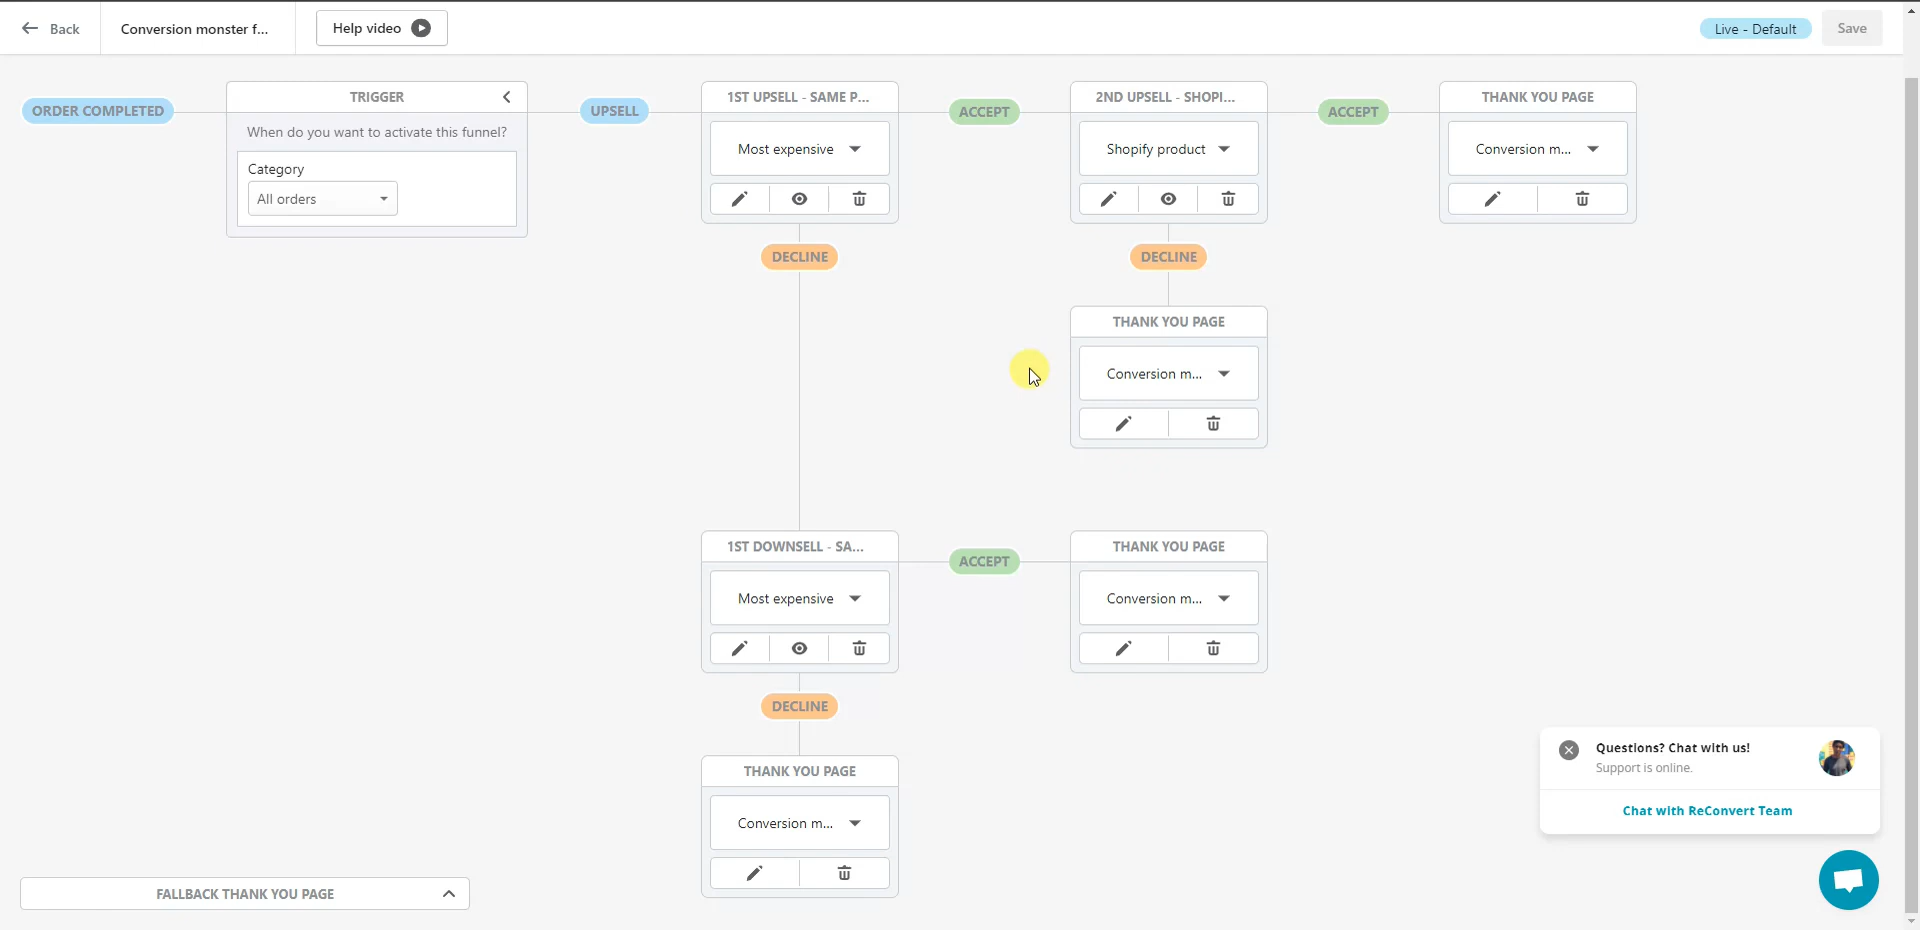 Back
Conversion monster f...
Help video
Live - Default
Save
ORDER COMPLETED
TRIGGER
When do you want to activate this funnel?
Category
All orders
UPSELL
1ST UPSELL - SAME P...
Most expensive
ACCEPT
2ND UPSELL - SHOPI...
Shopify product
ACCEPT
THANK YOU PAGE
Conversion m...
DECLINE
DECLINE
THANK YOU PAGE
Conversion m...
1ST DOWNSELL - SA...
Most expensive
ACCEPT
THANK YOU PAGE
Conversion m...
DECLINE
THANK YOU PAGE
Conversion m...
Questions? Chat with us!
Support is online.
Chat with ReConvert Team
FALLBACK THANK YOU PAGE